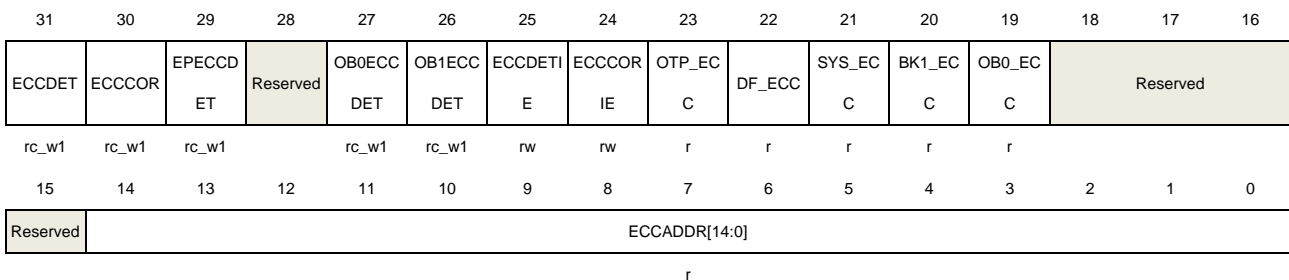 31 30 29 28 27 26 25 24 23 22 21 20 19 18 17 16
ECCDET ECCCOR EPECCD ET Reserved OB0ECC DET OB1ECC DET ECCDETI E ECCCOR IE OTP_EC C DF_ECC SYS_EC C BK1_EC C OB0_EC C Reserved
rc_w1 rc_w1 rc_w1 rc_w1 rc_w1 rw rw r r r r r
15 14 13 12 11 10 9 8 7 6 5 4 3 2 1 0
Reserved ECCADDR[14:0]
r